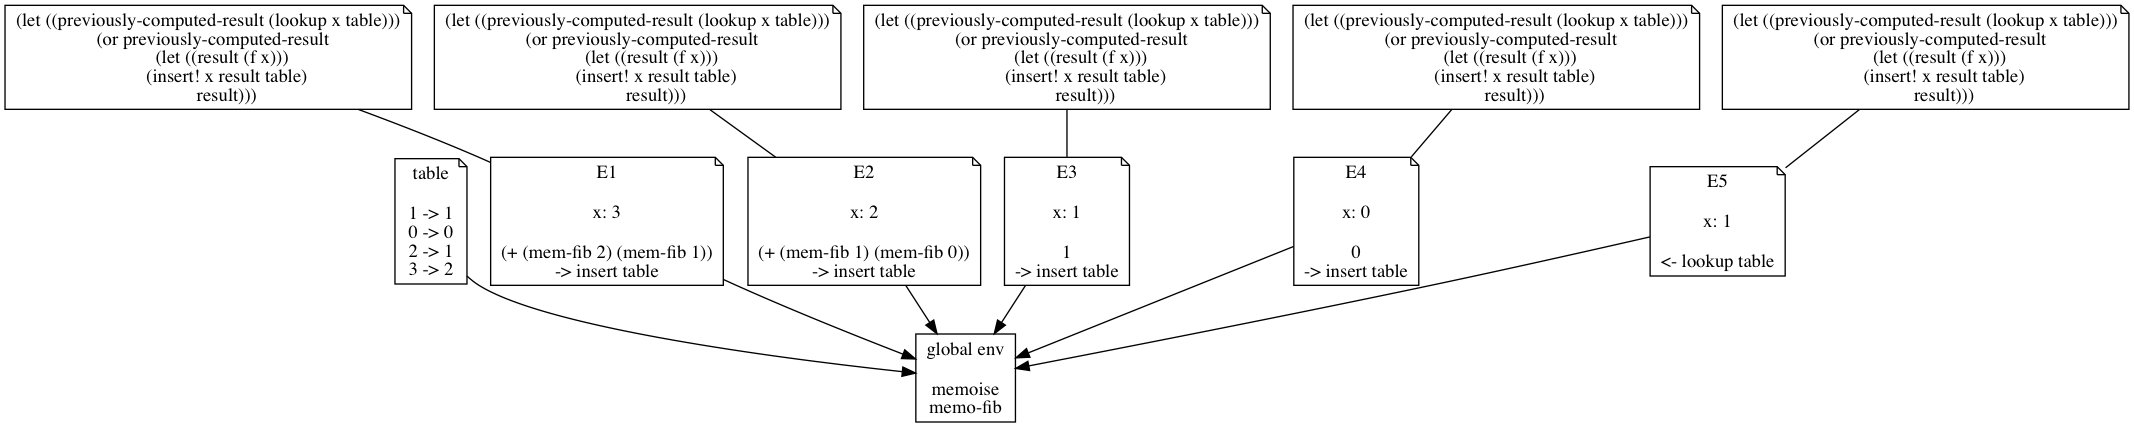 (let ((previously-computed-result (lookup x table)))
(or previously-computed-result
(let ((result (f x)))
(insert! x result table)
result)))
(let ((previously-computed-result (lookup x table)))
(or previously-computed-result
(let ((result (f x)))
(insert! x result table)
result)))
(let ((previously-computed-result (lookup x table)))
(or previously-computed-result
(let ((result (f x)))
(insert! x result table)
result)))
(let ((previously-computed-result (lookup x table)))
(or previously-computed-result
(let ((result (f x)))
(insert! x result table)
result)))
(let ((previously-computed-result (lookup x table)))
(or previously-computed-result
(let ((result (f x)))
(insert! x result table)
result)))
table
1 -> 1
0 -> 0
2 -> 1
3 -> 2
E1
x: 3
(+ (mem-fib 2) (mem-fib 1))
-> insert table
E2
x: 2
(+ (mem-fib 1) (mem-fib 0))
-> insert table
E3
x: 1
1
-> insert table
E4
x: 0
0
-> insert table
E5
x: 1
<- lookup table
global env
memoise
memo-fib